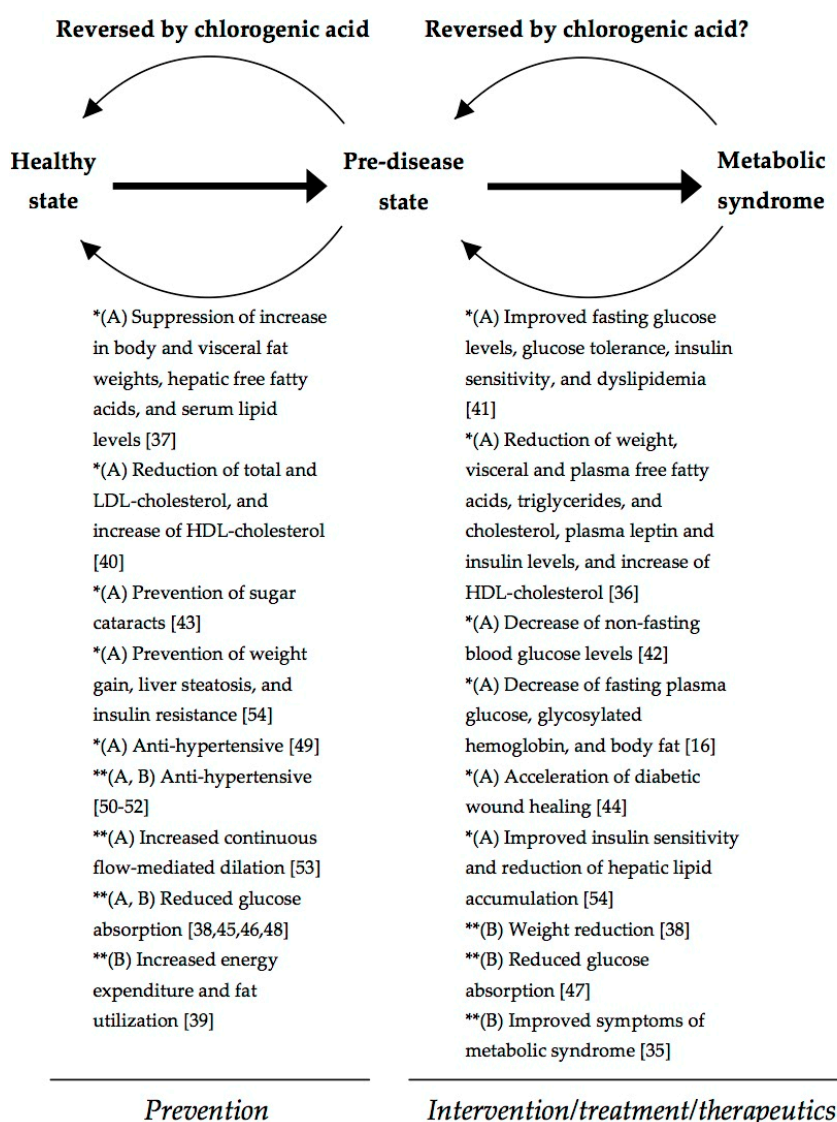 Reversed by chlorogenic acid
Reversed by chlorogenic acid?
Healthy
state
Pre-disease
state
Metabolic
syndrome
*(A) Suppression of increase
in body and visceral fat
weights, hepatic free fatty
acids, and serum lipid
levels [37]
*(A) Reduction of total and
LDL-cholesterol, and
increase of HDL-cholesterol
[40]
*(A) Prevention of sugar
cataracts [43]
*(A) Prevention of weight
gain, liver steatosis, and
insulin resistance [54]
*(A) Anti-hypertensive [49]
**(A, B) Anti-hypertensive
[50-52]
**(A) Increased continuous
flow-mediated dilation [53]
**(A, B) Reduced glucose
absorption [38,45,46,48]
**(B) Increased energy
expenditure and fat
utilization [39]
*(A) Improved fasting glucose
levels, glucose tolerance, insulin
sensitivity, and dyslipidemia
[41]
*(A) Reduction of weight,
visceral and plasma free fatty
acids, triglycerides, and
cholesterol, plasma leptin and
insulin levels, and increase of
HDL-cholesterol [36]
*(A) Decrease of non-fasting
blood glucose levels [42]
*(A) Decrease of fasting plasma
glucose, glycosylated
hemoglobin, and body fat [16]
*(A) Acceleration of diabetic
wound healing [44]
*(A) Improved insulin sensitivity
and reduction of hepatic lipid
accumulation [54]
**(B) Weight reduction [38]
**(B) Reduced glucose
absorption [47]
**(B) Improved symptoms of
metabolic syndrome [35]
Prevention
Intervention/treatment/therapeutics